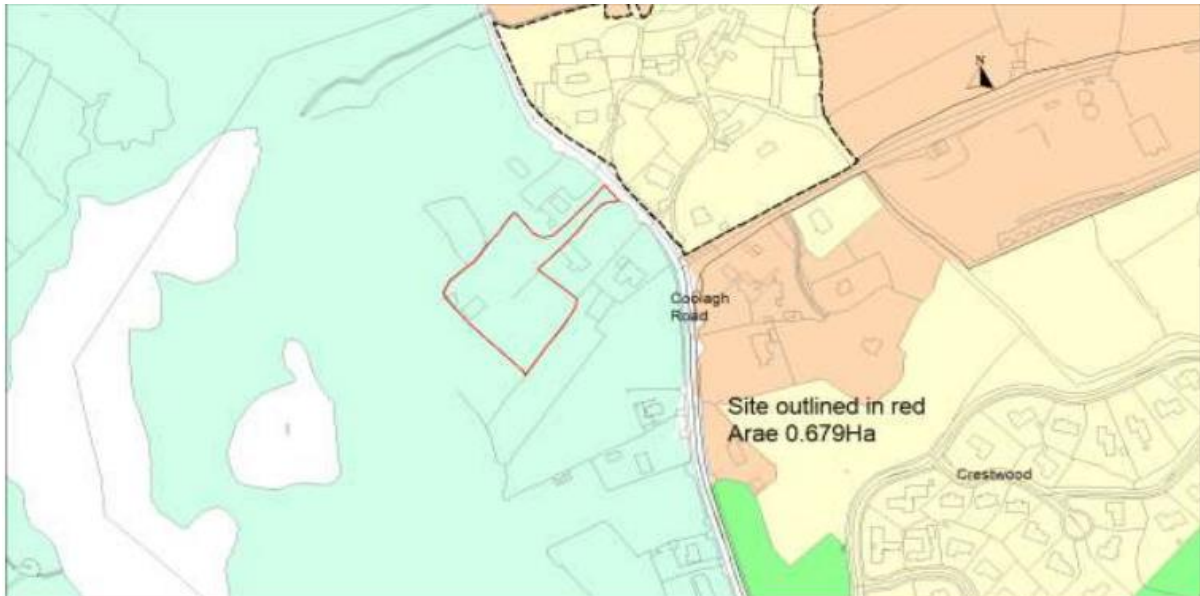 N
Coolagh
Road
Site outlined in red
Arae 0.679Ha
Crestwood